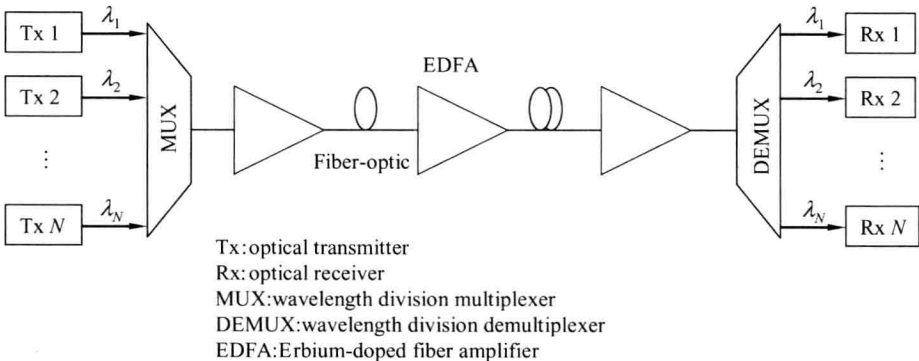 Tx 1 λ1 λ1 Rx 1
EDFA
Tx 2 λ2 λ2 Rx 2
MUX DEMUX
⋮ ⋮
Fiber-optic
Tx N λN λN Rx N
Tx:optical transmitter
Rx:optical receiver
MUX:wavelength division multiplexer
DEMUX:wavelength division demultiplexer
EDFA:Erbium-doped fiber amplifier